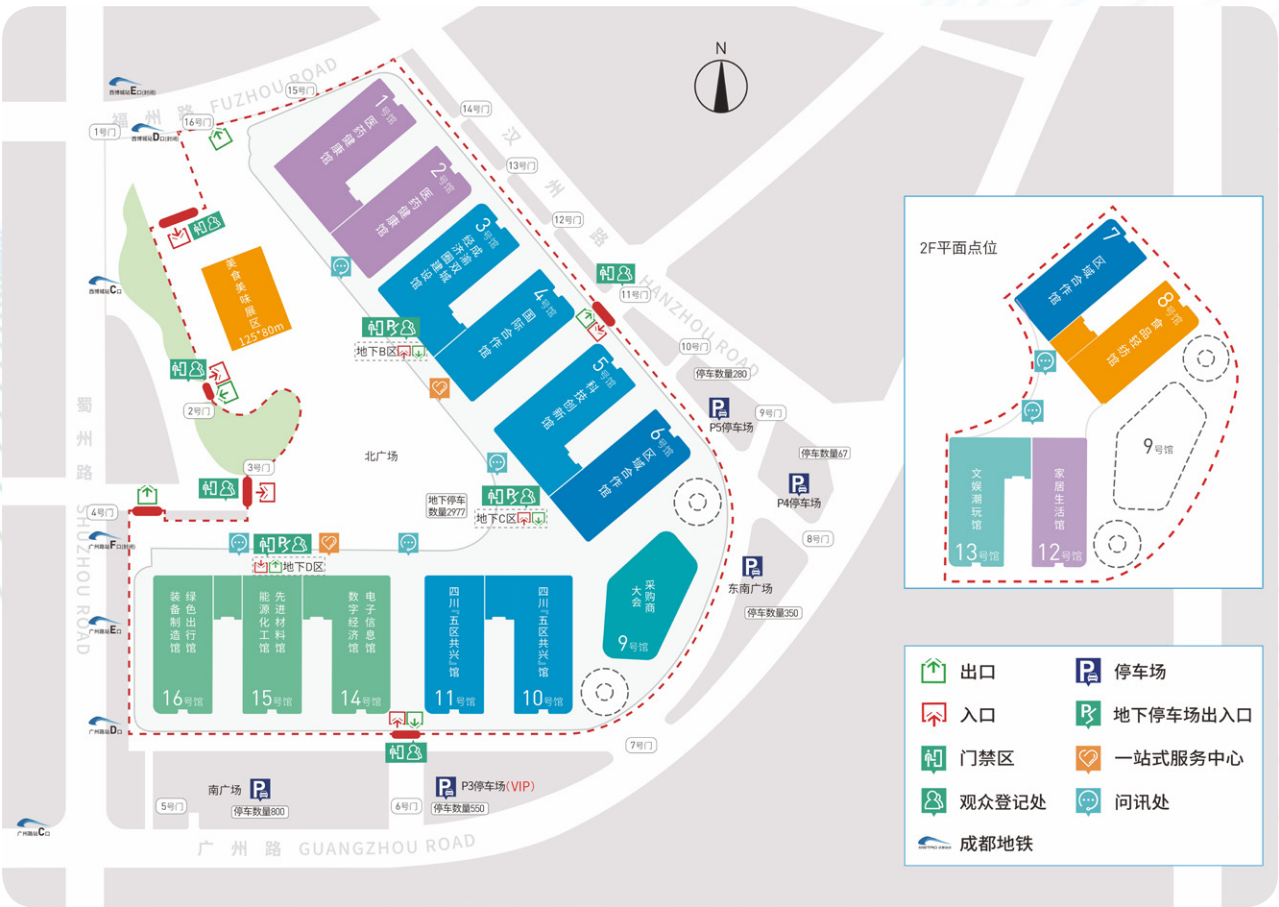 N
福州路 FUZHOU ROAD
15号门
14号门
西博城站E口(封闭)
16号门
1号门
西博城站D口(封闭)
1号馆
医药健康馆
汉州路 HANZHOU ROAD
13号门
12号门
2号馆
医药健康馆
3号馆
成渝双城
经济圈建设馆
美食美味展区
125*80m
西博城站C口
4号馆
国际合作馆
11号门
地下B区
10号门
停车数量280
5号馆
科技创新馆
P5停车场
9号门
2号门
蜀州路 SHUZHOU ROAD
北广场
6号馆
区域合作馆
停车数量67
P4停车场
3号门
地下停车
数量2977
地下C区
4号门
广州路站F口(封闭)
8号门
地下D区
东南广场
停车数量350
绿色出行馆
装备制造馆
16号馆
先进材料馆
能源化工馆
15号馆
电子信息馆
数字经济馆
14号馆
四川“五区共兴”馆
11号馆
四川“五区共兴”馆
10号馆
采购商
大会
9号馆
广州路站E口
广州路站D口
7号门
南广场
停车数量800
P3停车场(VIP)
停车数量550
5号门
6号门
广州路站C口
广州路 GUANGZHOU ROAD
2F平面点位
7
区域合作馆
8号馆
食品轻纺馆
9号馆
文娱潮玩馆
13号馆
家居生活馆
12号馆
出口
停车场
入口
地下停车场出入口
门禁区
一站式服务中心
观众登记处
问讯处
成都地铁